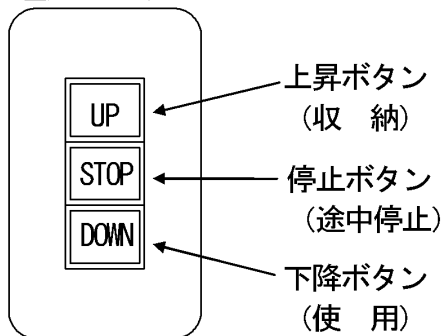 UP
STOP
DOWN
上昇ボタン
（収　納）
停止ボタン
（途中停止）
下降ボタン
（使　用）